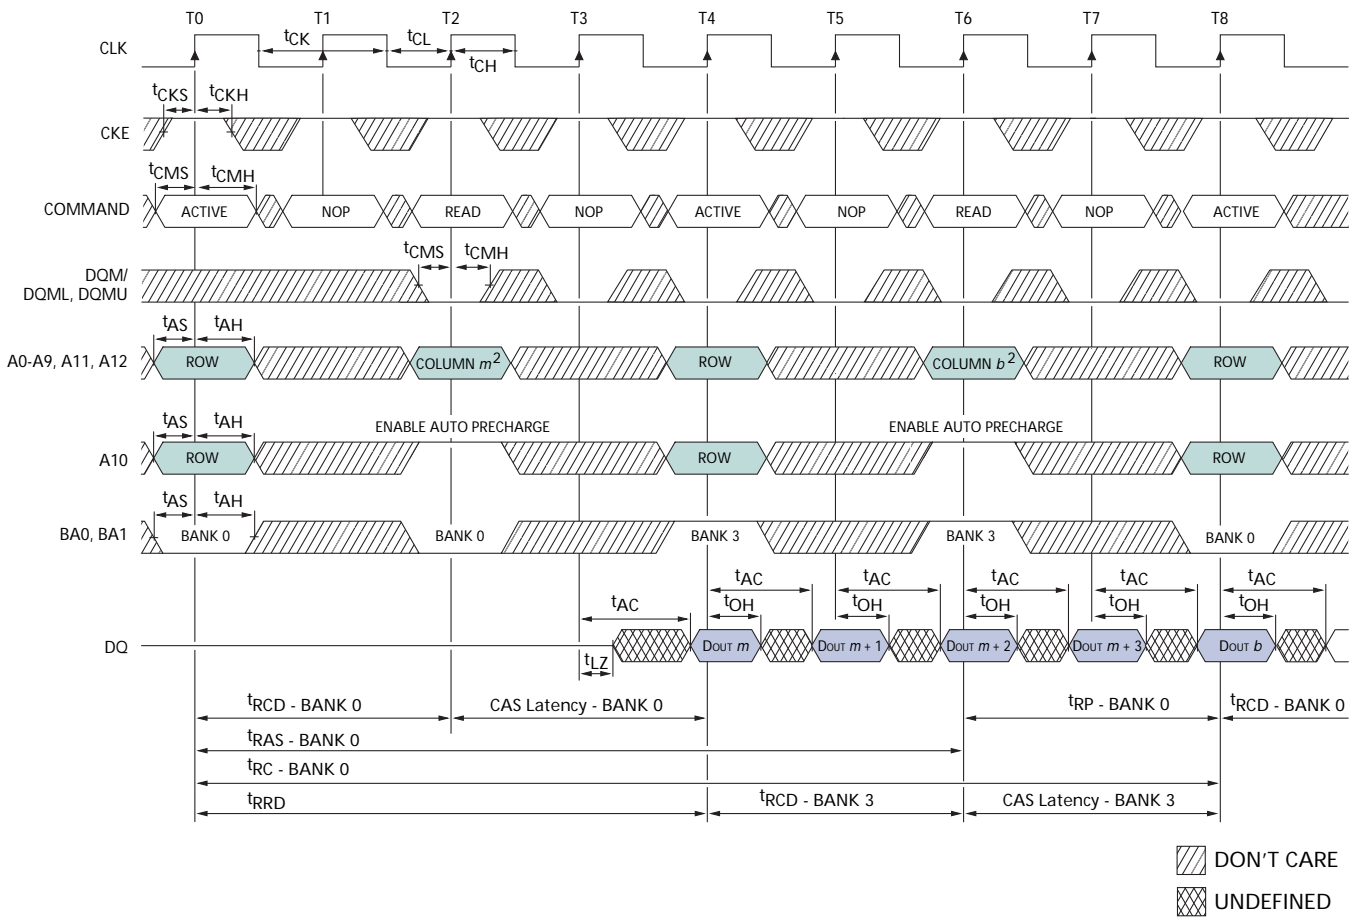 T0 T1 T2 T3 T4 T5 T6 T7 T8
CLK
tCK tCL
tCH
tCKS tCKH
CKE
tCMS tCMH
COMMAND ACTIVE NOP READ NOP ACTIVE NOP READ NOP ACTIVE
tCMS tCMH
DQM/
DQML, DQMU
tAS tAH
A0-A9, A11, A12 ROW COLUMN m2 ROW COLUMN b2 ROW
tAS tAH
ENABLE AUTO PRECHARGE ENABLE AUTO PRECHARGE
A10 ROW ROW ROW
tAS tAH
BA0, BA1 BANK 0 BANK 0 BANK 3 BANK 3 BANK 0
tAC tAC tAC tAC tAC tAC
tOH tOH tOH tOH tOH
DQ DOUT m DOUT m + 1 DOUT m + 2 DOUT m + 3 DOUT b
tLZ
tRCD - BANK 0 CAS Latency - BANK 0 tRP - BANK 0 tRCD - BANK 0
tRAS - BANK 0
tRC - BANK 0
tRRD tRCD - BANK 3 CAS Latency - BANK 3
DON'T CARE
UNDEFINED